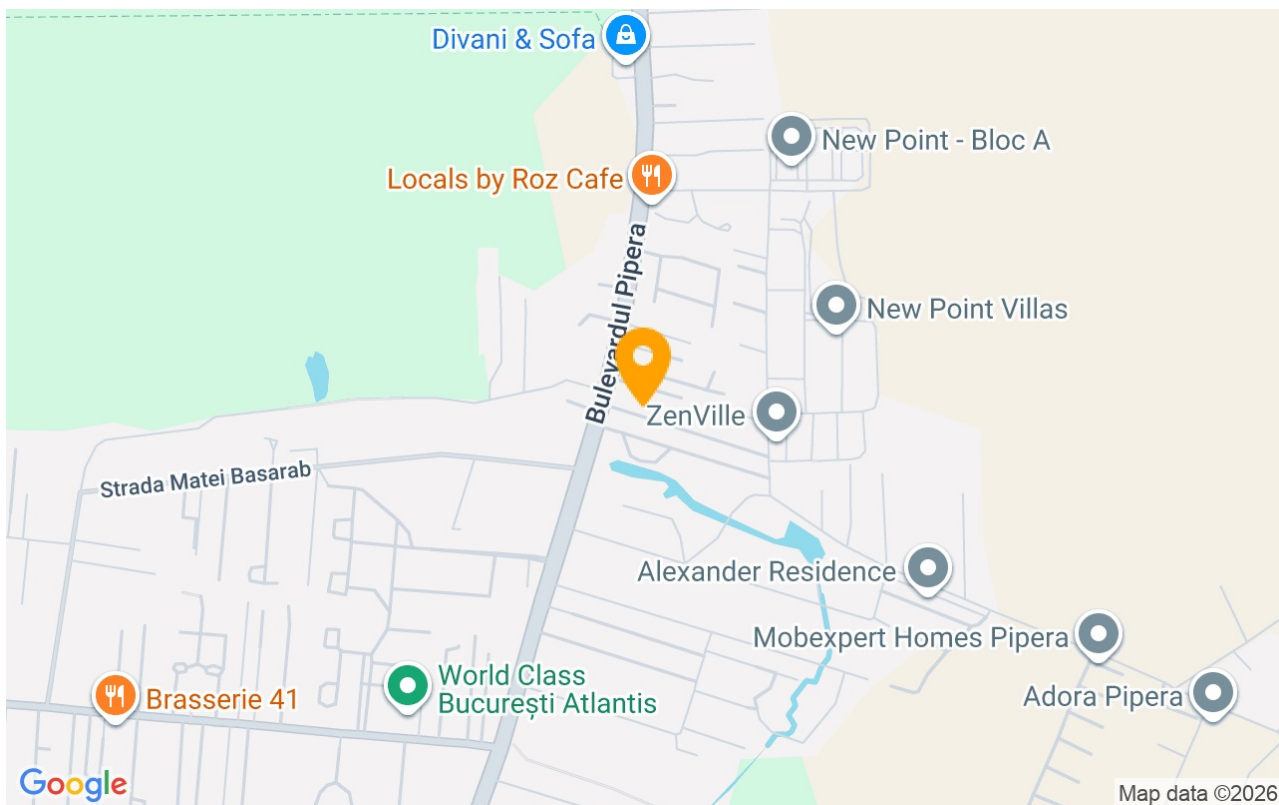 Divani & Sofa
New Point - Bloc A
Locals by Roz Cafe
Bulevardul Pipera
New Point Villas
ZenVille
Strada Matei Basarab
Alexander Residence
Mobexpert Homes Pipera
World Class
București Atlantis
Brasserie 41
Adora Pipera
Google
Map data ©2026